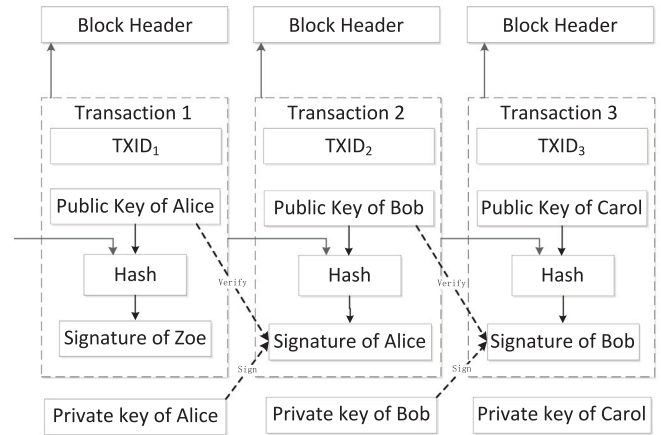 Block Header
Block Header
Block Header
Transaction 1
Transaction 2
Transaction 3
TXID₁
TXID₂
TXID₃
Public Key of Alice
Public Key of Bob
Public Key of Carol
Hash
Hash
Hash
Verify
Verify
Signature of Zoe
Signature of Alice
Signature of Bob
Sign
Sign
Private key of Alice
Private key of Bob
Private key of Carol